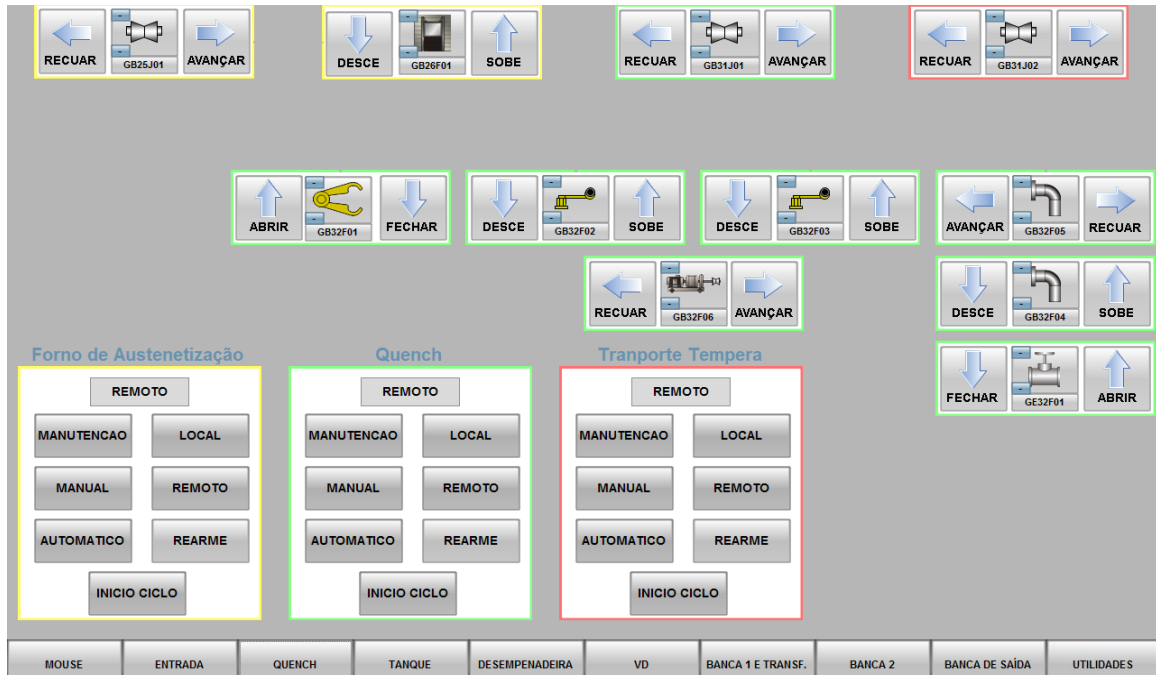 RECUAR GB25J01 AVANÇAR
DESCE GB26F01 SOBE
RECUAR GB31J01 AVANÇAR
RECUAR GB31J02 AVANÇAR
ABRIR GB32F01 FECHAR
DESCE GB32F02 SOBE
DESCE GB32F03 SOBE
AVANÇAR GB32F05 RECUAR
RECUAR GB32F06 AVANÇAR
DESCE GB32F04 SOBE
FECHAR GE32F01 ABRIR
Forno de Austenetização
REMOTO
MANUTENCAO LOCAL
MANUAL REMOTO
AUTOMATICO REARME
INICIO CICLO
Quench
REMOTO
MANUTENCAO LOCAL
MANUAL REMOTO
AUTOMATICO REARME
INICIO CICLO
Tranporte Tempera
REMOTO
MANUTENCAO LOCAL
MANUAL REMOTO
AUTOMATICO REARME
INICIO CICLO
MOUSE ENTRADA QUENCH TANQUE DESEMPENADEIRA VD BANCA 1 E TRANSF. BANCA 2 BANCA DE SAÍDA UTILIDADES